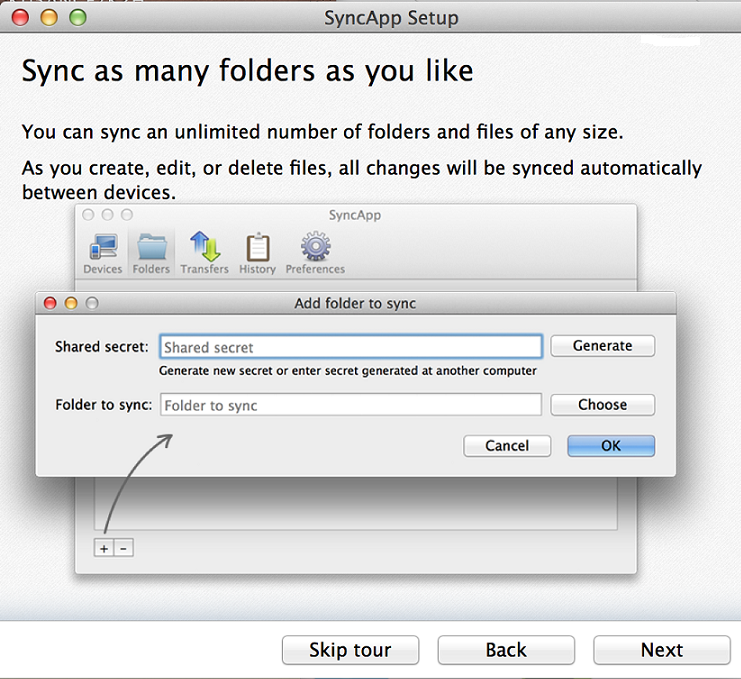 SyncApp Setup
Sync as many folders as you like
You can sync an unlimited number of folders and files of any size.
As you create, edit, or delete files, all changes will be synced automatically
between devices.
SyncApp
Devices Folders Transfers History Preferences
Add folder to sync
Shared secret: Shared secret Generate
Generate new secret or enter secret generated at another computer
Folder to sync: Folder to sync Choose
Cancel OK
+ -
Skip tour Back Next